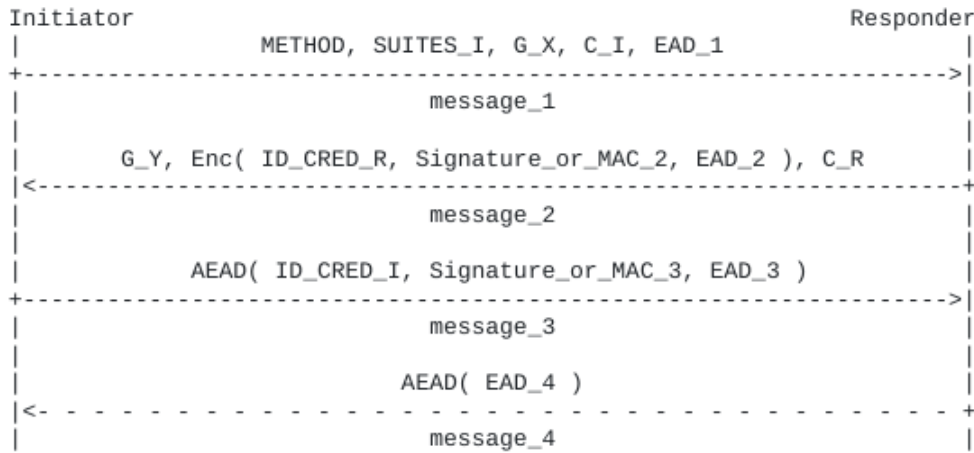 Initiator Responder
METHOD, SUITES_I, G_X, C_I, EAD_1
message_1
G_Y, Enc( ID_CRED_R, Signature_or_MAC_2, EAD_2 ), C_R
message_2
AEAD( ID_CRED_I, Signature_or_MAC_3, EAD_3 )
message_3
AEAD( EAD_4 )
message_4